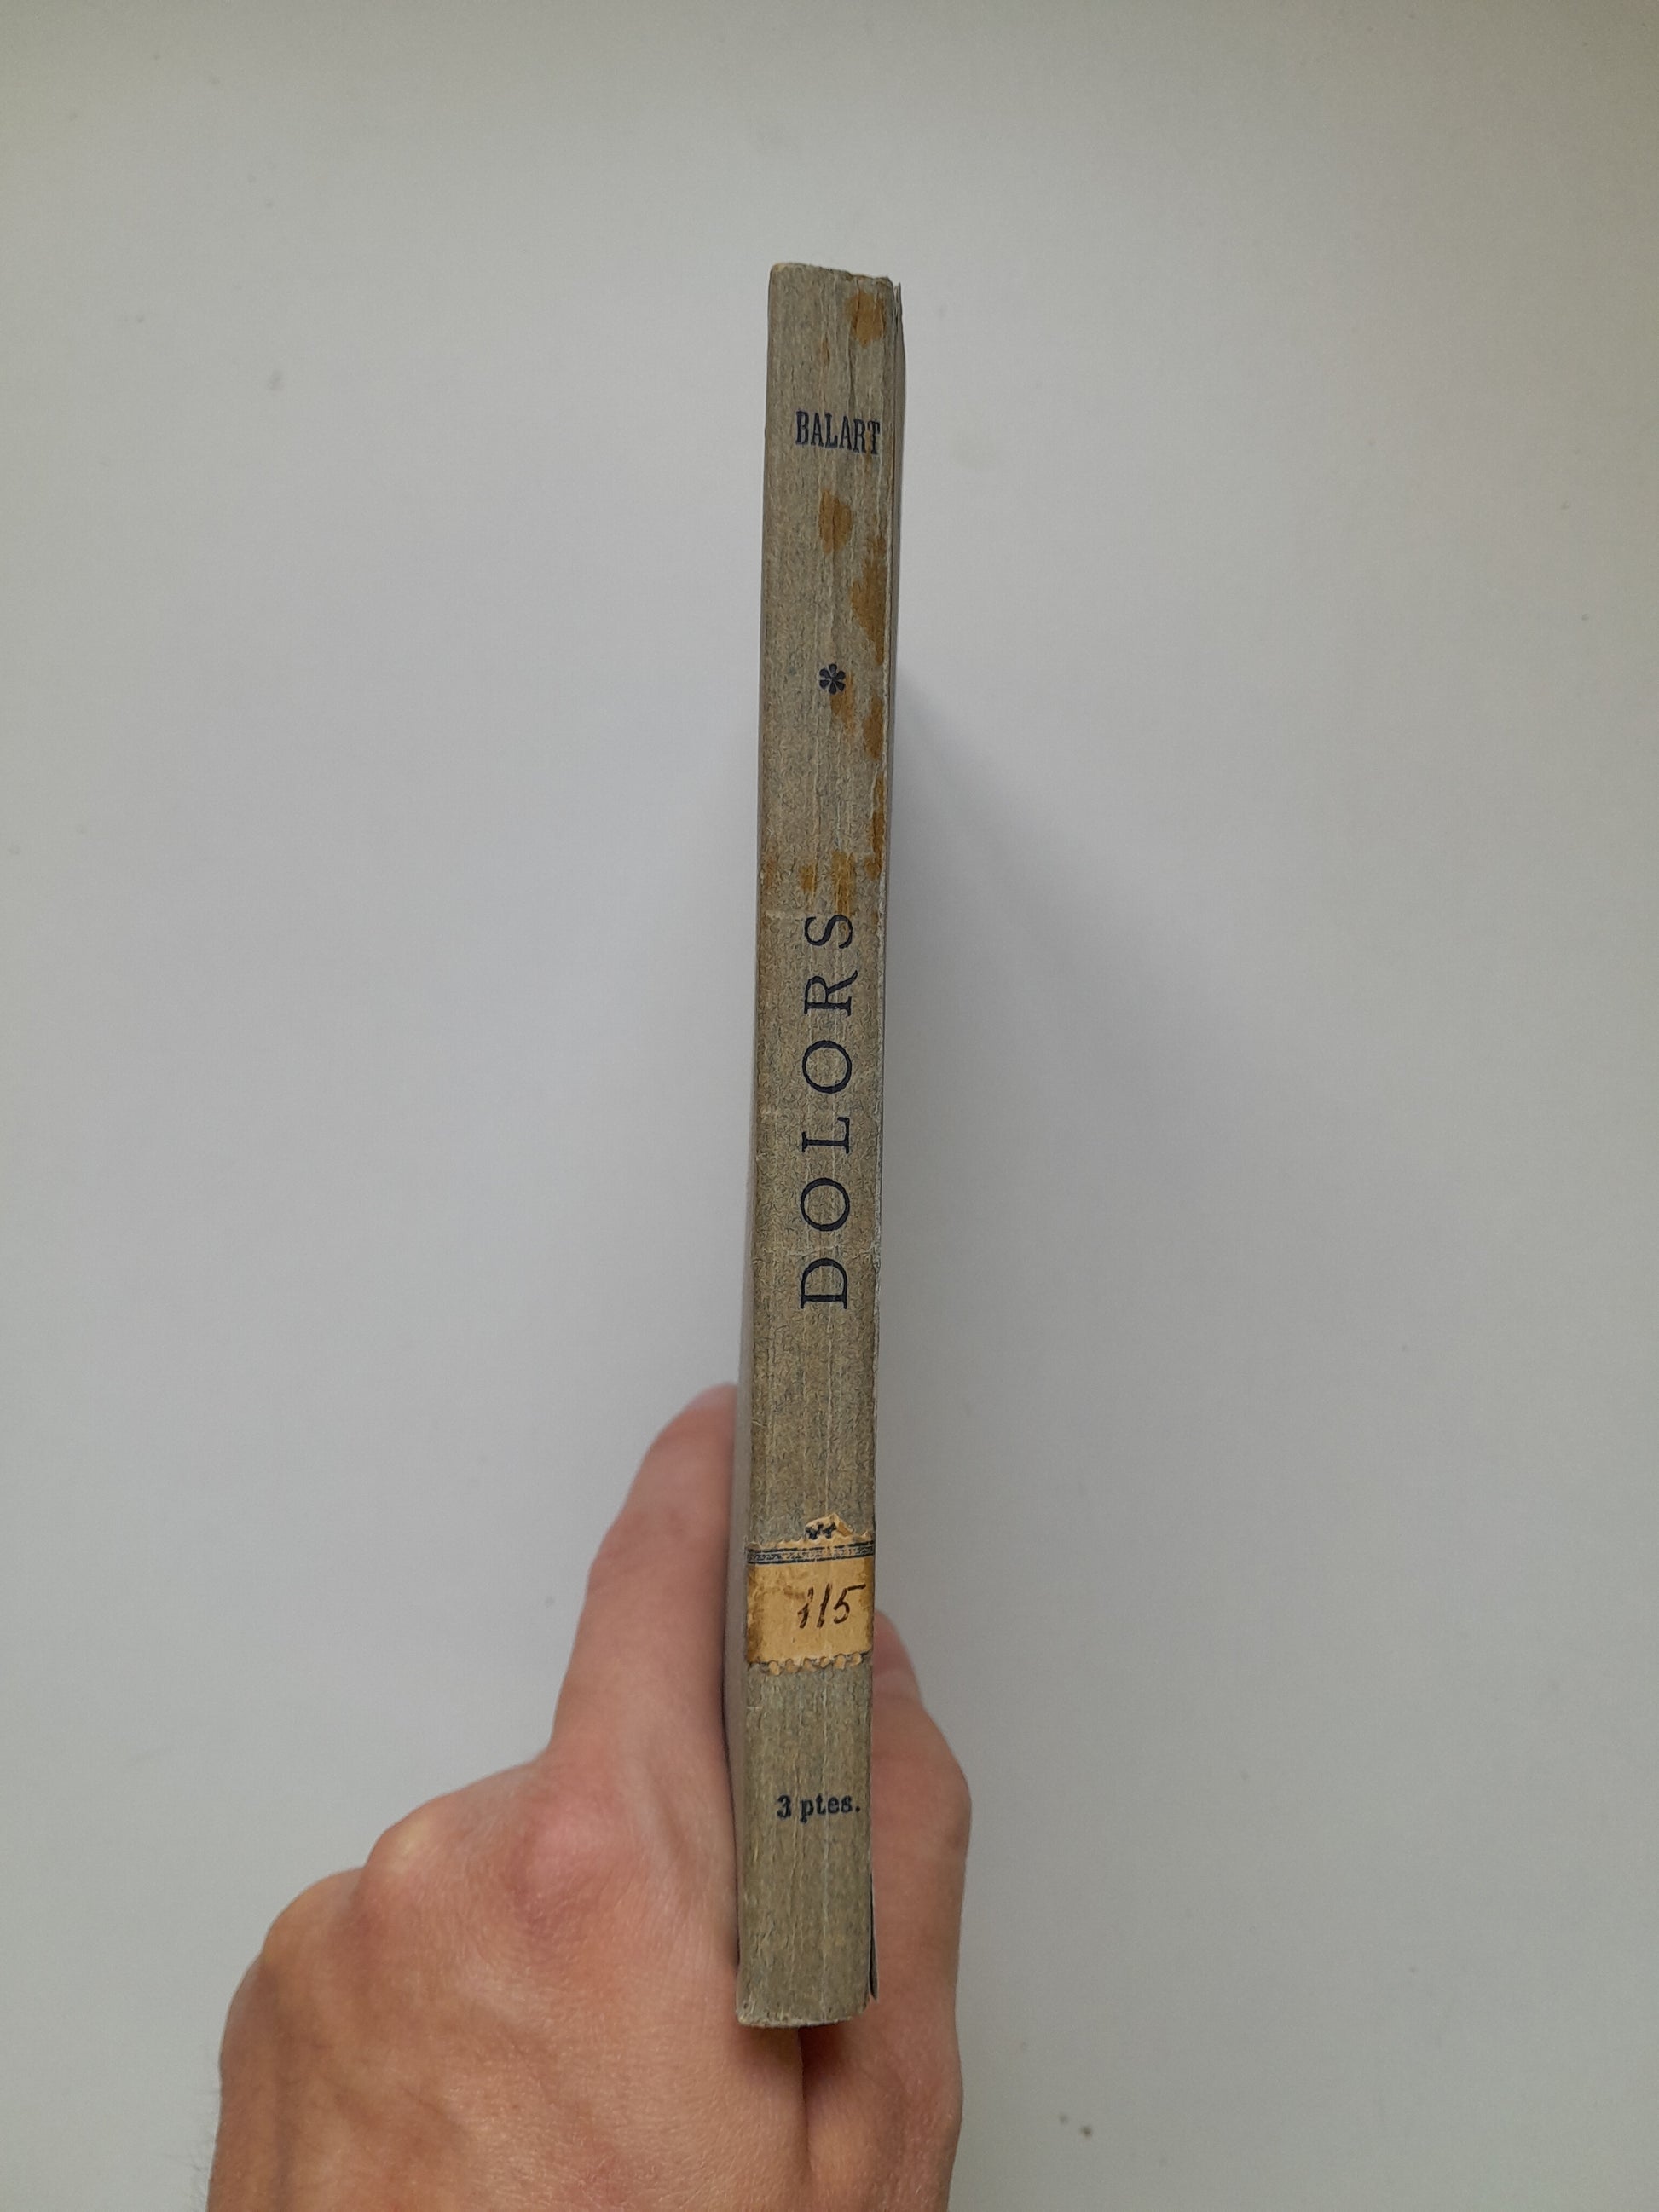 BALART
*
DOLORS
115
3 ptes.